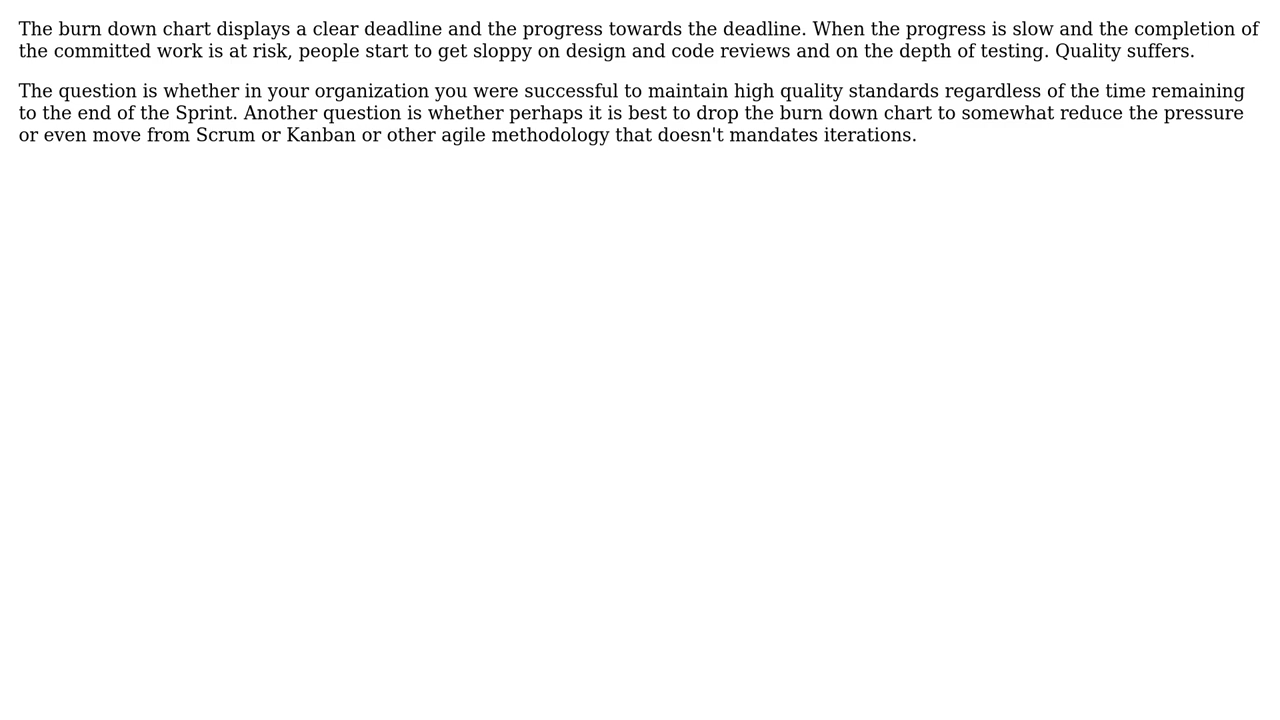 The burn down chart displays a clear deadline and the progress towards the deadline. When the progress is slow and the completion of
the committed work is at risk, people start to get sloppy on design and code reviews and on the depth of testing. Quality suffers.
The question is whether in your organization you were successful to maintain high quality standards regardless of the time remaining
to the end of the Sprint. Another question is whether perhaps it is best to drop the burn down chart to somewhat reduce the pressure
or even move from Scrum or Kanban or other agile methodology that doesn't mandates iterations.